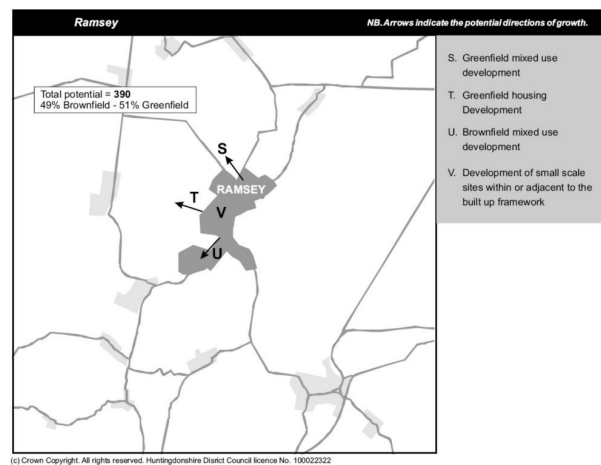 Ramsey
NB. Arrows indicate the potential directions of growth.
Total potential = 390
49% Brownfield - 51% Greenfield
S
RAMSEY
T
V
U
S. Greenfield mixed use
development
T. Greenfield housing
Development
U. Brownfield mixed use
development
V. Development of small scale
sites within or adjacent to the
built up framework
(c) Crown Copyright. All rights reserved. Huntingdonshire Disrict Council licence No. 100022322